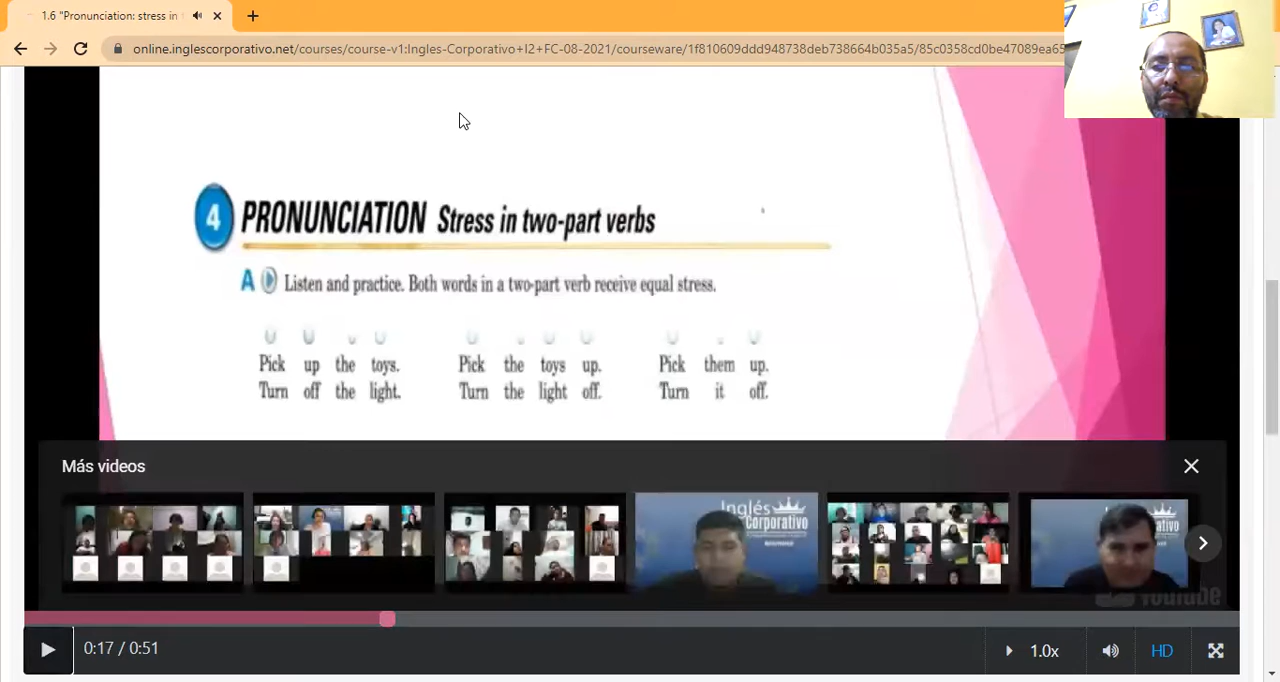 1.6 "Pronunciation: stress in
online.inglescorporativo.net/courses/course-v1:Ingles-Corporativo+I2+FC-08-2021/courseware/1f810609ddd948738deb738664b035a5/85c0358cd0be47089ea65
4 PRONUNCIATION Stress in two-part verbs
A Listen and practice. Both words in a two-part verb receive equal stress.
Pick up the toys. Pick the toys up. Pick them up.
Turn off the light. Turn the light off. Turn it off.
Más videos
Inglés
Corporativo
YouTube
0:17 / 0:51
1.0x
HD